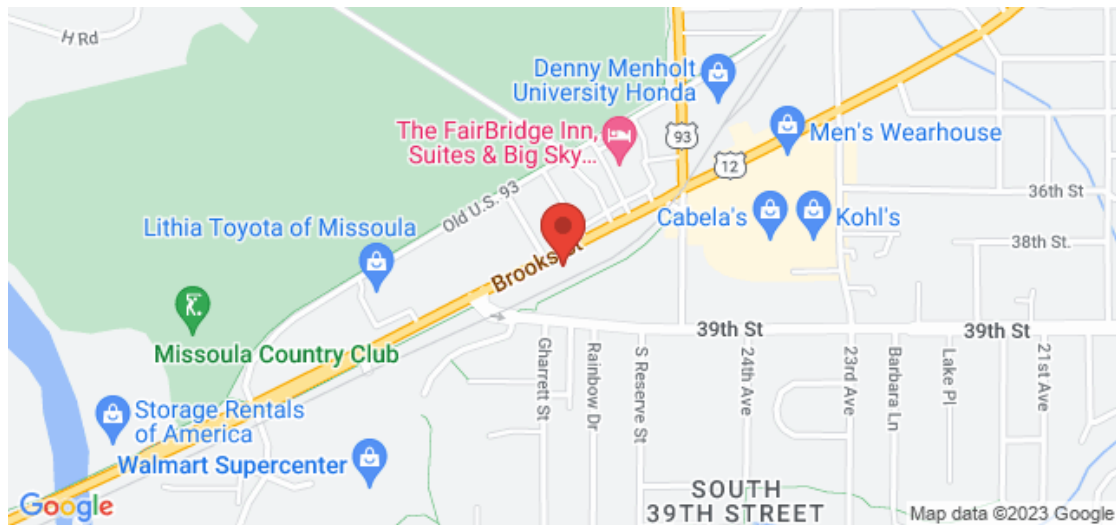 H Rd
Denny Menholt
University Honda
The FairBridge Inn,
Suites & Big Sky...
93
12
Men's Wearhouse
36th St
Old U.S. 93
Lithia Toyota of Missoula
Cabela's
Kohl's
38th St.
Brooks St
Missoula Country Club
39th St
39th St
Gharrett St
Rainbow Dr
S Reserve St
24th Ave
23rd Ave
Barbara Ln
Lake Pl
21st Ave
Storage Rentals
of America
Walmart Supercenter
SOUTH
39TH STREET
Google
Map data ©2023 Google